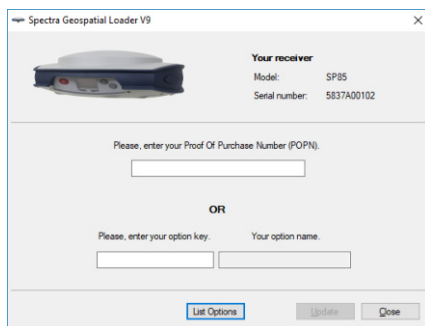 Spectra Geospatial Loader V9
Your receiver
Model: SP85
Serial number: 5837A00102
Please, enter your Proof Of Purchase Number (POPN).
OR
Please, enter your option key. Your option name.
List Options Update Close